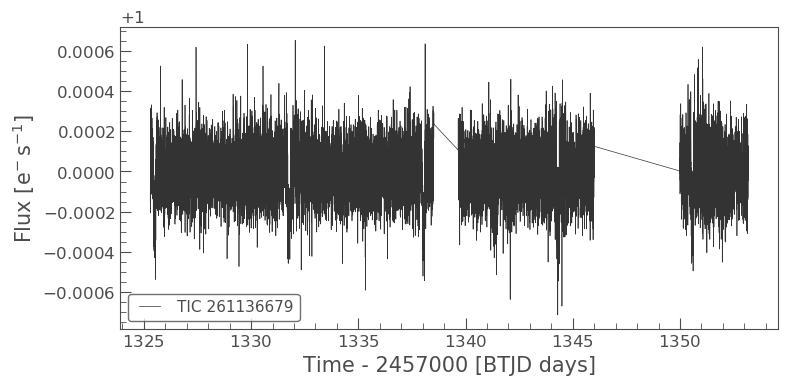 +1
0.0006
0.0004
0.0002
0.0000
−0.0002
−0.0004
−0.0006
Flux [e⁻ s⁻¹]
TIC 261136679
1325 1330 1335 1340 1345 1350
Time - 2457000 [BTJD days]